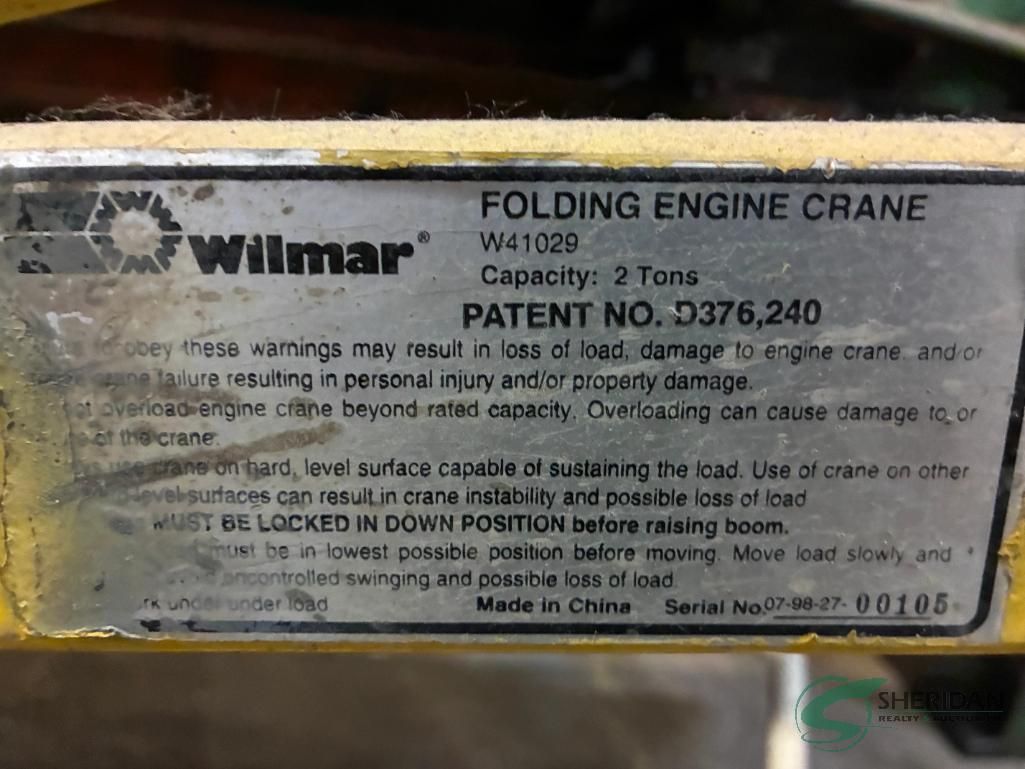 Wilmar®
FOLDING ENGINE CRANE
W41029
Capacity: 2 Tons
PATENT NO. D376,240
to obey these warnings may result in loss of load, damage to engine crane, and/or
crane failure resulting in personal injury and/or property damage.
overload engine crane beyond rated capacity. Overloading can cause damage to or
of the crane.
use crane on hard, level surface capable of sustaining the load. Use of crane on other
level surfaces can result in crane instability and possible loss of load
MUST BE LOCKED IN DOWN POSITION before raising boom.
must be in lowest possible position before moving. Move load slowly and
uncontrolled swinging and possible loss of load.
under load
Made in China Serial No. 07-98-27- 00105
SHERIDAN
REALTY & AUCTION CO.